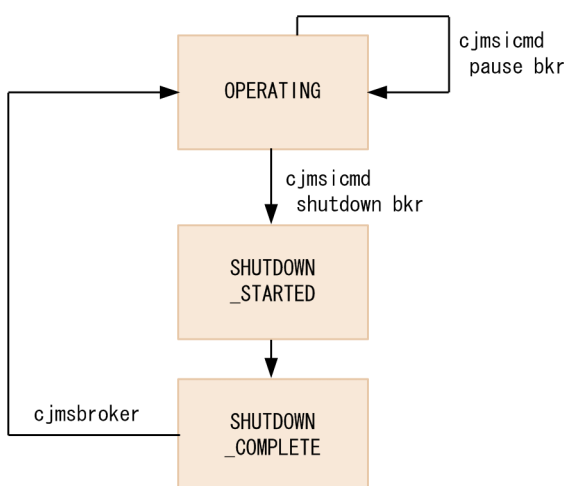 cjmsicmd
pause bkr
OPERATING
cjmsicmd
shutdown bkr
SHUTDOWN
_STARTED
cjmsbroker
SHUTDOWN
_COMPLETE